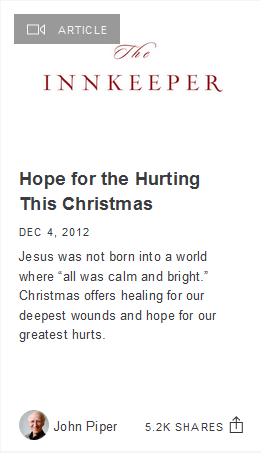 ARTICLE
The
INNKEEPER
Hope for the Hurting
This Christmas
DEC 4, 2012
Jesus was not born into a world
where “all was calm and bright.”
Christmas offers healing for our
deepest wounds and hope for our
greatest hurts.
John Piper 5.2K SHARES